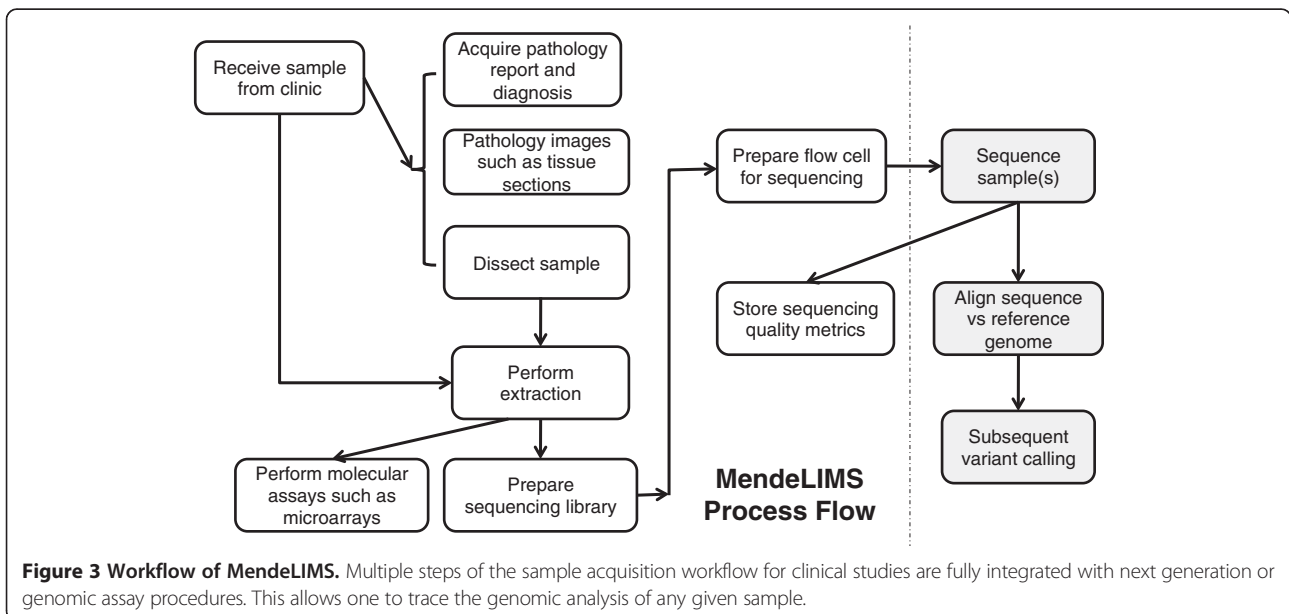 Receive sample
from clinic
Acquire pathology
report and
diagnosis
Pathology images
such as tissue
sections
Dissect sample
Perform
extraction
Perform molecular
assays such as
microarrays
Prepare
sequencing library
Prepare flow cell
for sequencing
Store sequencing
quality metrics
Sequence
sample(s)
Align sequence
vs reference
genome
Subsequent
variant calling
MendeLIMS
Process Flow
Figure 3 Workflow of MendeLIMS. Multiple steps of the sample acquisition workflow for clinical studies are fully integrated with next generation or
genomic assay procedures. This allows one to trace the genomic analysis of any given sample.